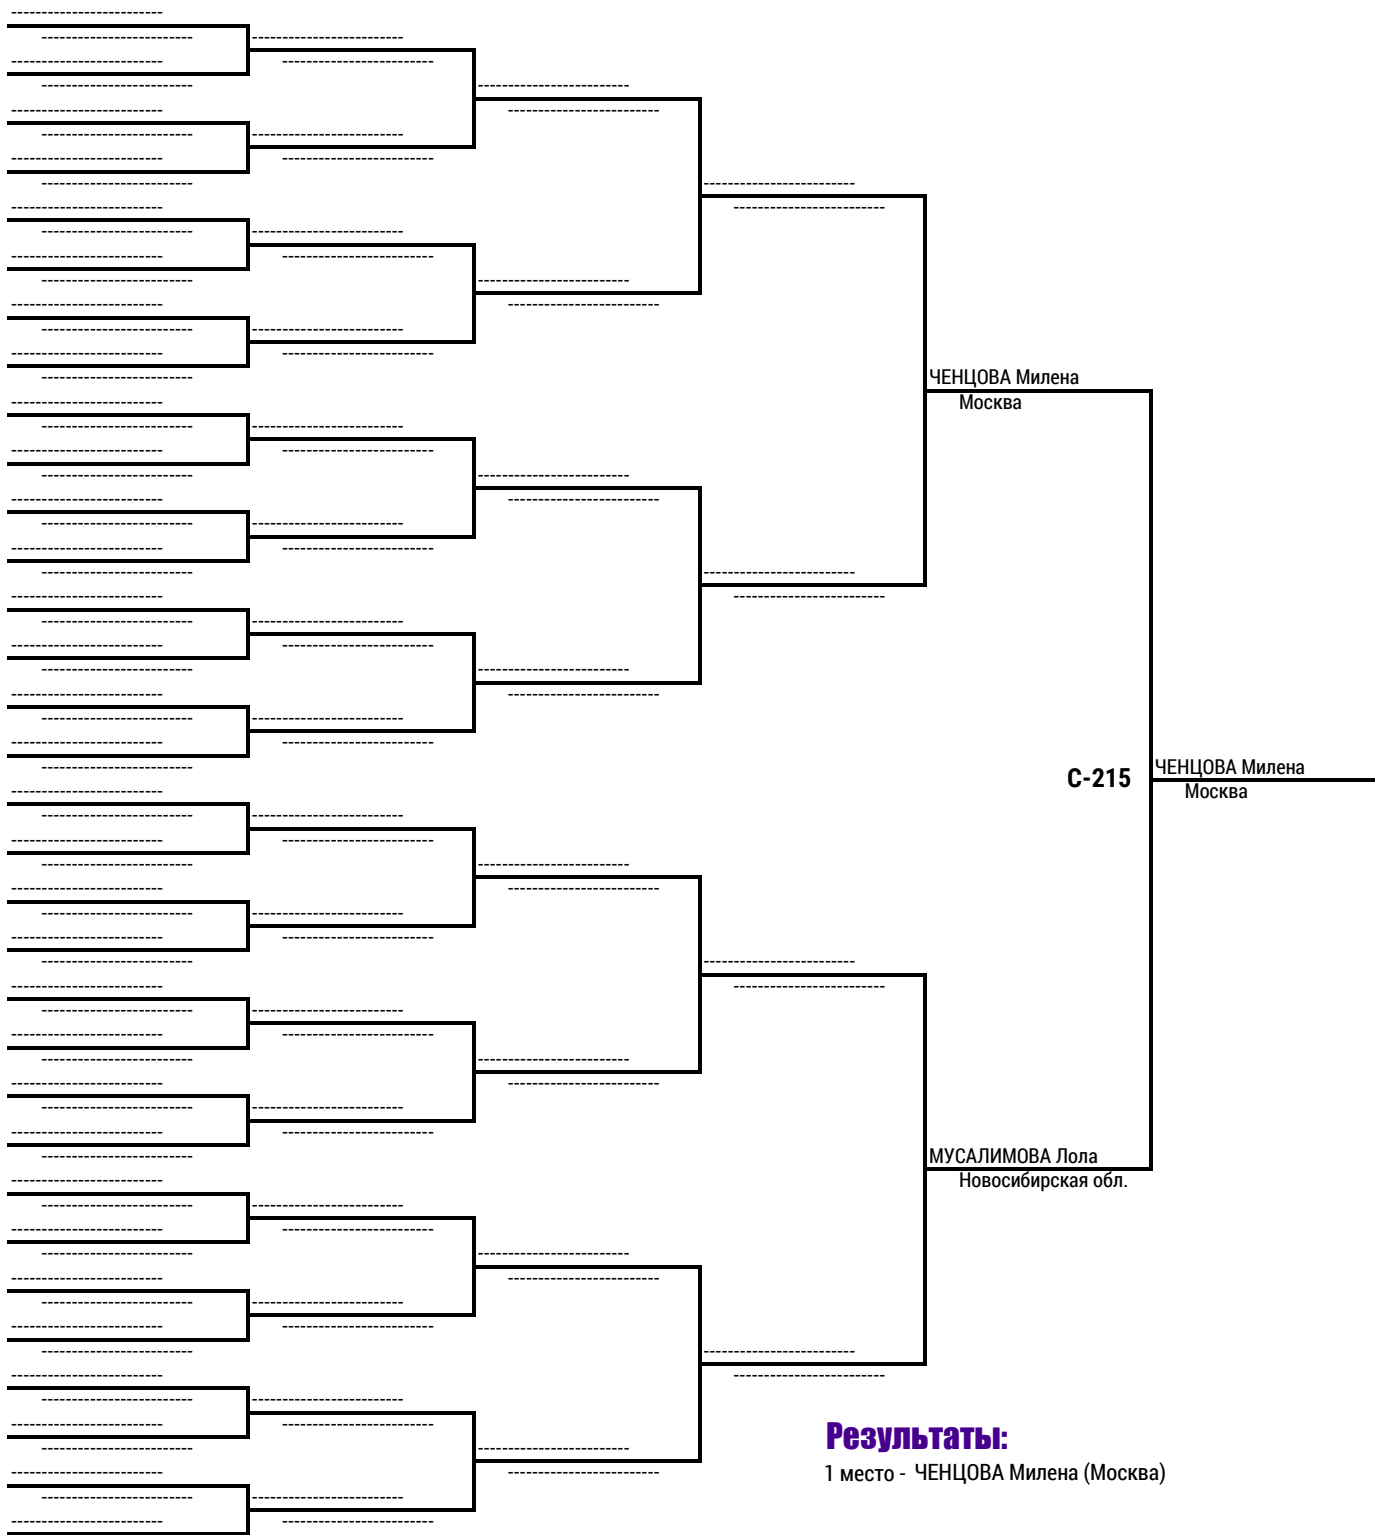 ЧЕНЦОВА Милена
Москва
С-215
ЧЕНЦОВА Милена
Москва
МУСАЛИМОВА Лола
Новосибирская обл.
Результаты:
1 место - ЧЕНЦОВА Милена (Москва)